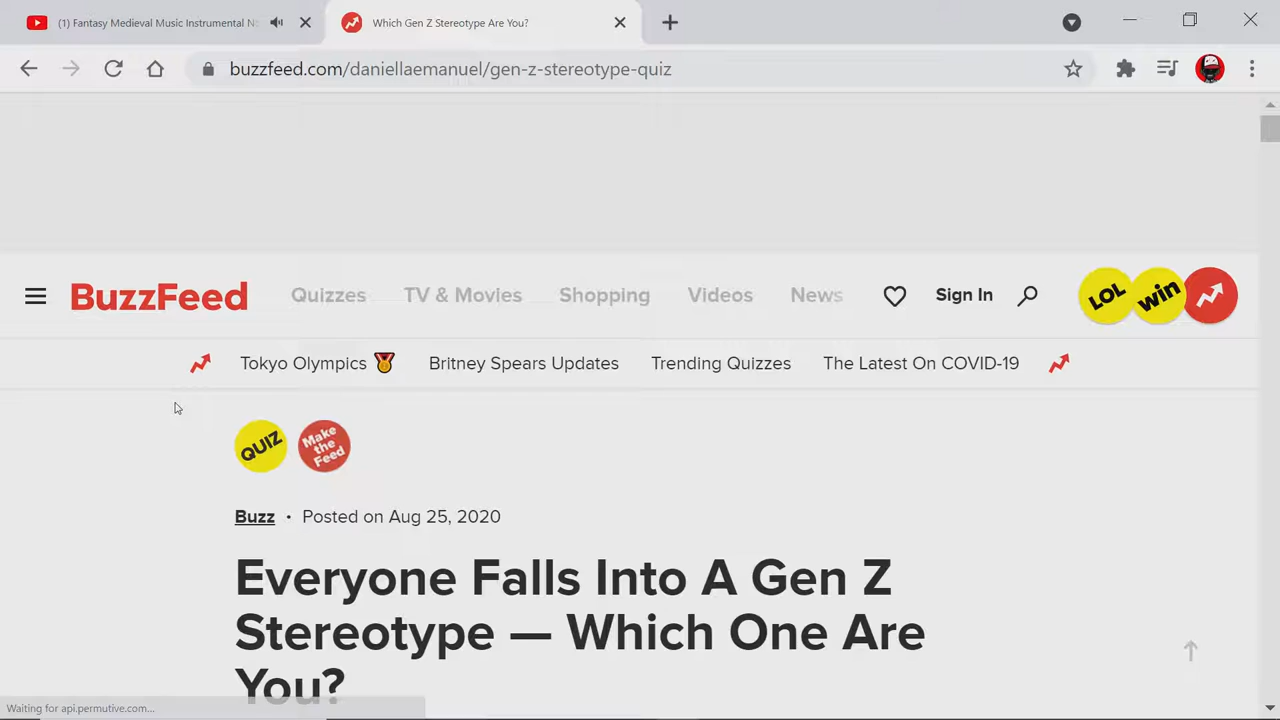 (1) Fantasy Medieval Music Instrumental N
Which Gen Z Stereotype Are You?
buzzfeed.com/daniellaemanuel/gen-z-stereotype-quiz
BuzzFeed Quizzes TV & Movies Shopping Videos News Sign In LOL win
Tokyo Olympics Britney Spears Updates Trending Quizzes The Latest On COVID-19
QUIZ Make the Feed
Buzz • Posted on Aug 25, 2020
Everyone Falls Into A Gen Z
Stereotype — Which One Are
You?
Waiting for api.permutive.com...